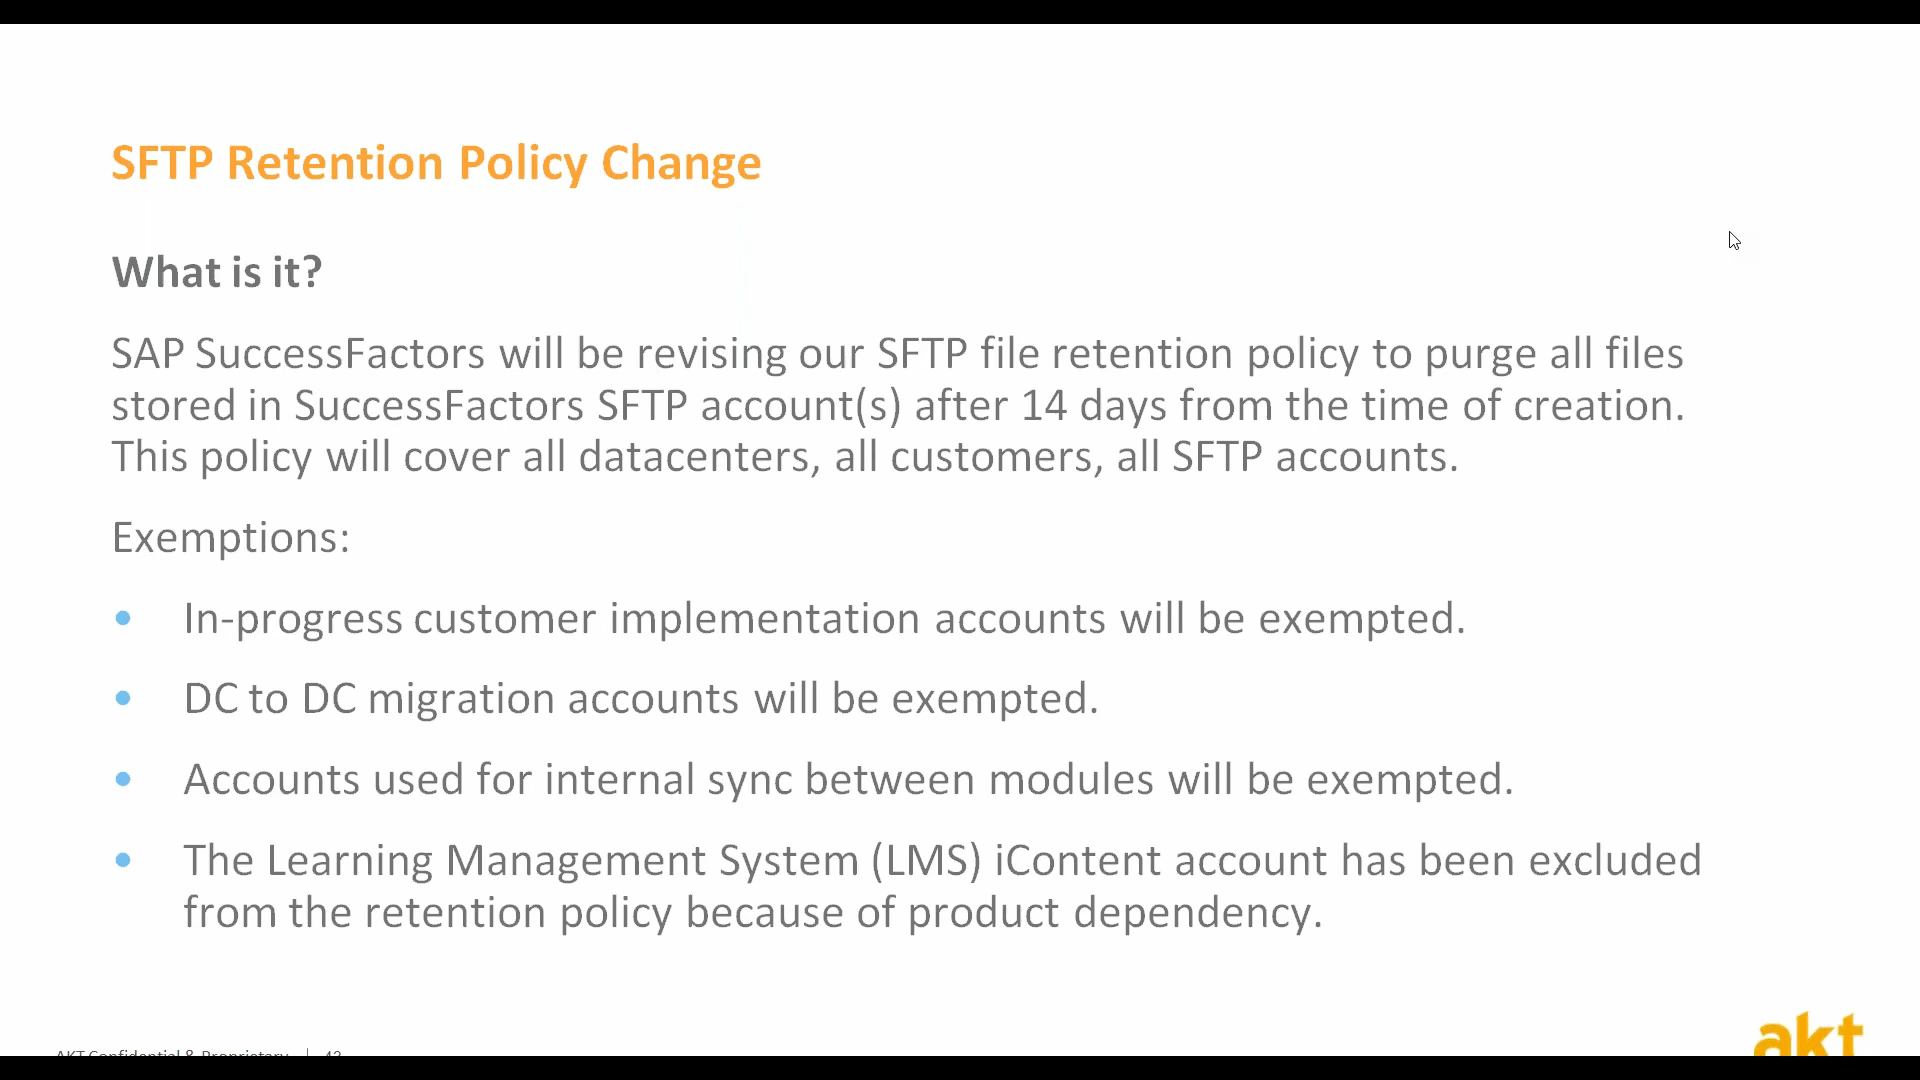 SFTP Retention Policy Change
What is it?
SAP SuccessFactors will be revising our SFTP file retention policy to purge all files
stored in SuccessFactors SFTP account(s) after 14 days from the time of creation.
This policy will cover all datacenters, all customers, all SFTP accounts.
Exemptions:
• In-progress customer implementation accounts will be exempted.
• DC to DC migration accounts will be exempted.
• Accounts used for internal sync between modules will be exempted.
• The Learning Management System (LMS) iContent account has been excluded
from the retention policy because of product dependency.
akt
AKT Confidential & Proprietary |